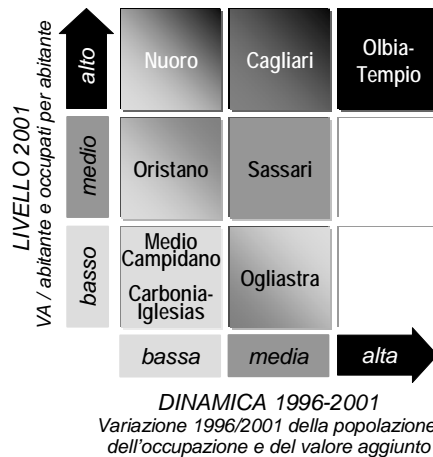 LIVELLO 2001
VA / abitante e occupati per abitante
alto
Nuoro
Cagliari
Olbia-
Tempio
medio
Oristano
Sassari
basso
Medio
Campidano
Carbonia-
Iglesias
Ogliastra
bassa
media
alta
DINAMICA 1996-2001
Variazione 1996/2001 della popolazione
dell'occupazione e del valore aggiunto